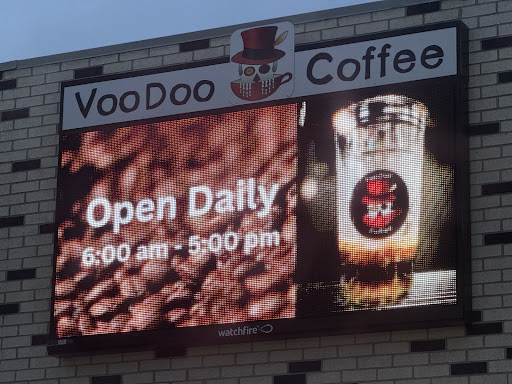 VooDoo Coffee
Open Daily
6:00 am - 5:00 pm
watchfire